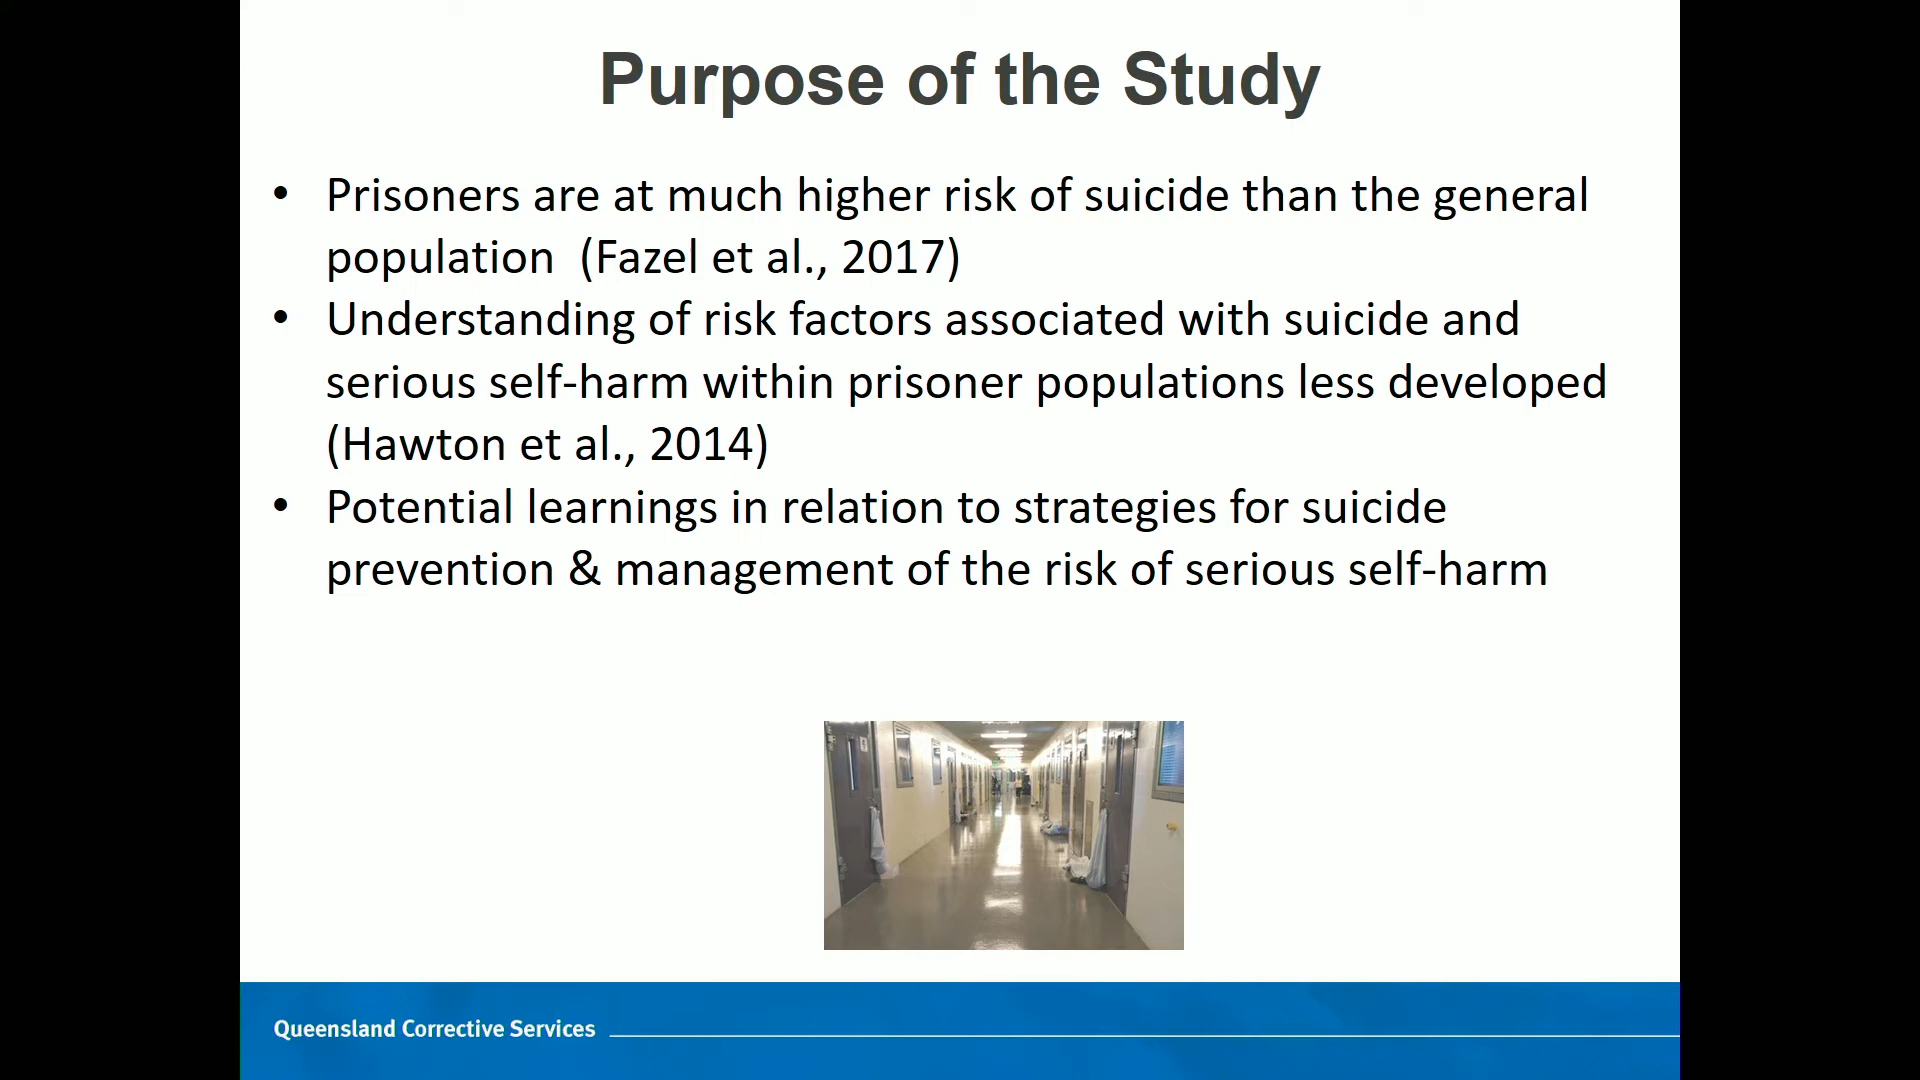 Purpose of the Study
• Prisoners are at much higher risk of suicide than the general
population (Fazel et al., 2017)
• Understanding of risk factors associated with suicide and
serious self-harm within prisoner populations less developed
(Hawton et al., 2014)
• Potential learnings in relation to strategies for suicide
prevention & management of the risk of serious self-harm
Queensland Corrective Services